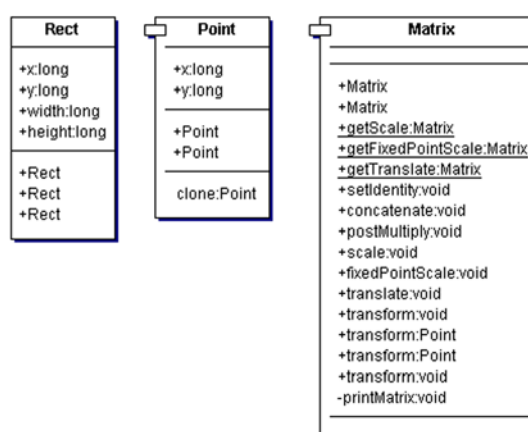 Rect
+x:long
+y:long
+width:long
+height:long
+Rect
+Rect
+Rect
Point
+x:long
+y:long
+Point
+Point
clone:Point
Matrix
+Matrix
+Matrix
+getScale:Matrix
+getFixedPointScale:Matrix
+getTranslate:Matrix
+setIdentity:void
+concatenate:void
+postMultiply:void
+scale:void
+fixedPointScale:void
+translate:void
+transform:void
+transform:Point
+transform:Point
+transform:void
-printMatrix:void